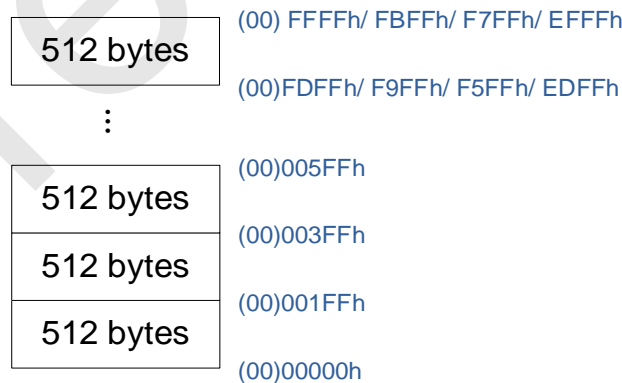 (00) FFFFh/ FBFFh/ F7FFh/ EFFFh
512 bytes
(00)FDFFh/ F9FFh/ F5FFh/ EDFFh
⋮
(00)005FFh
512 bytes
(00)003FFh
512 bytes
(00)001FFh
512 bytes
(00)00000h